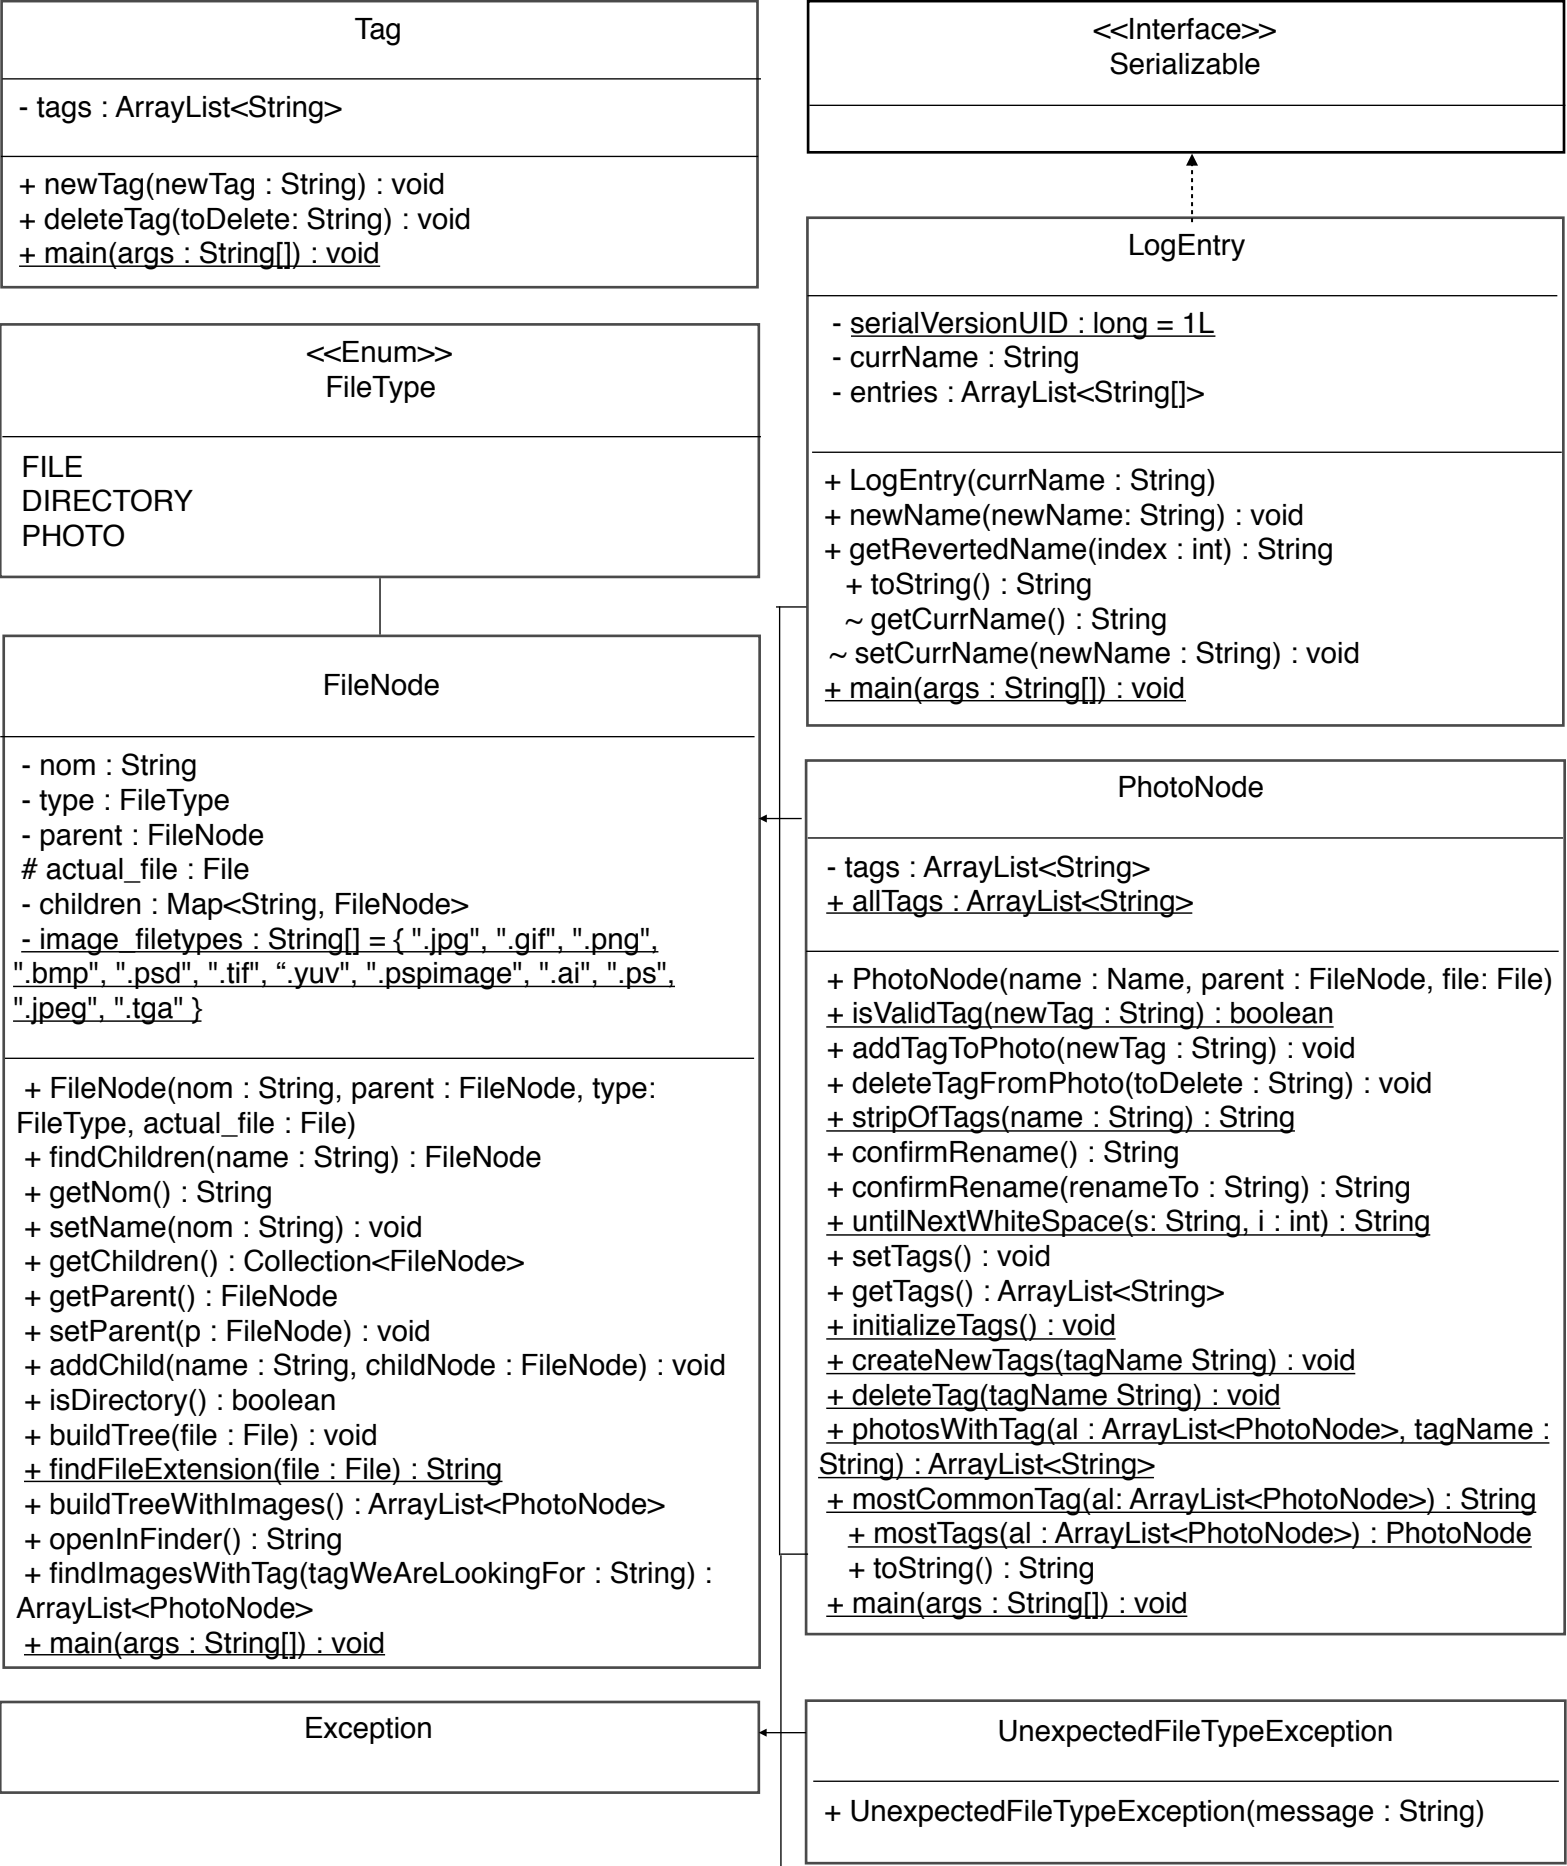 Tag
- tags : ArrayList<String>
+ newTag(newTag : String) : void
+ deleteTag(toDelete: String) : void
+ main(args : String[]) : void
<<Enum>>
FileType
FILE
DIRECTORY
PHOTO
FileNode
- nom : String
- type : FileType
- parent : FileNode
# actual_file : File
- children : Map<String, FileNode>
- image_filetypes : String[] = { ".jpg", ".gif", ".png",
".bmp", ".psd", ".tif", “.yuv", ".pspimage", ".ai", ".ps",
".jpeg", ".tga" }
+ FileNode(nom : String, parent : FileNode, type:
FileType, actual_file : File)
+ findChildren(name : String) : FileNode
+ getNom() : String
+ setName(nom : String) : void
+ getChildren() : Collection<FileNode>
+ getParent() : FileNode
+ setParent(p : FileNode) : void
+ addChild(name : String, childNode : FileNode) : void
+ isDirectory() : boolean
+ buildTree(file : File) : void
+ findFileExtension(file : File) : String
+ buildTreeWithImages() : ArrayList<PhotoNode>
+ openInFinder() : String
+ findImagesWithTag(tagWeAreLookingFor : String) :
ArrayList<PhotoNode>
+ main(args : String[]) : void
Exception
<<Interface>>
Serializable
LogEntry
- serialVersionUID : long = 1L
- currName : String
- entries : ArrayList<String[]>
+ LogEntry(currName : String)
+ newName(newName: String) : void
+ getRevertedName(index : int) : String
+ toString() : String
~ getCurrName() : String
~ setCurrName(newName : String) : void
+ main(args : String[]) : void
PhotoNode
- tags : ArrayList<String>
+ allTags : ArrayList<String>
+ PhotoNode(name : Name, parent : FileNode, file: File)
+ isValidTag(newTag : String) : boolean
+ addTagToPhoto(newTag : String) : void
+ deleteTagFromPhoto(toDelete : String) : void
+ stripOfTags(name : String) : String
+ confirmRename() : String
+ confirmRename(renameTo : String) : String
+ untilNextWhiteSpace(s: String, i : int) : String
+ setTags() : void
+ getTags() : ArrayList<String>
+ initializeTags() : void
+ createNewTags(tagName String) : void
+ deleteTag(tagName String) : void
+ photosWithTag(al : ArrayList<PhotoNode>, tagName :
String) : ArrayList<String>
+ mostCommonTag(al: ArrayList<PhotoNode>) : String
+ mostTags(al : ArrayList<PhotoNode>) : PhotoNode
+ toString() : String
+ main(args : String[]) : void
UnexpectedFileTypeException
+ UnexpectedFileTypeException(message : String)